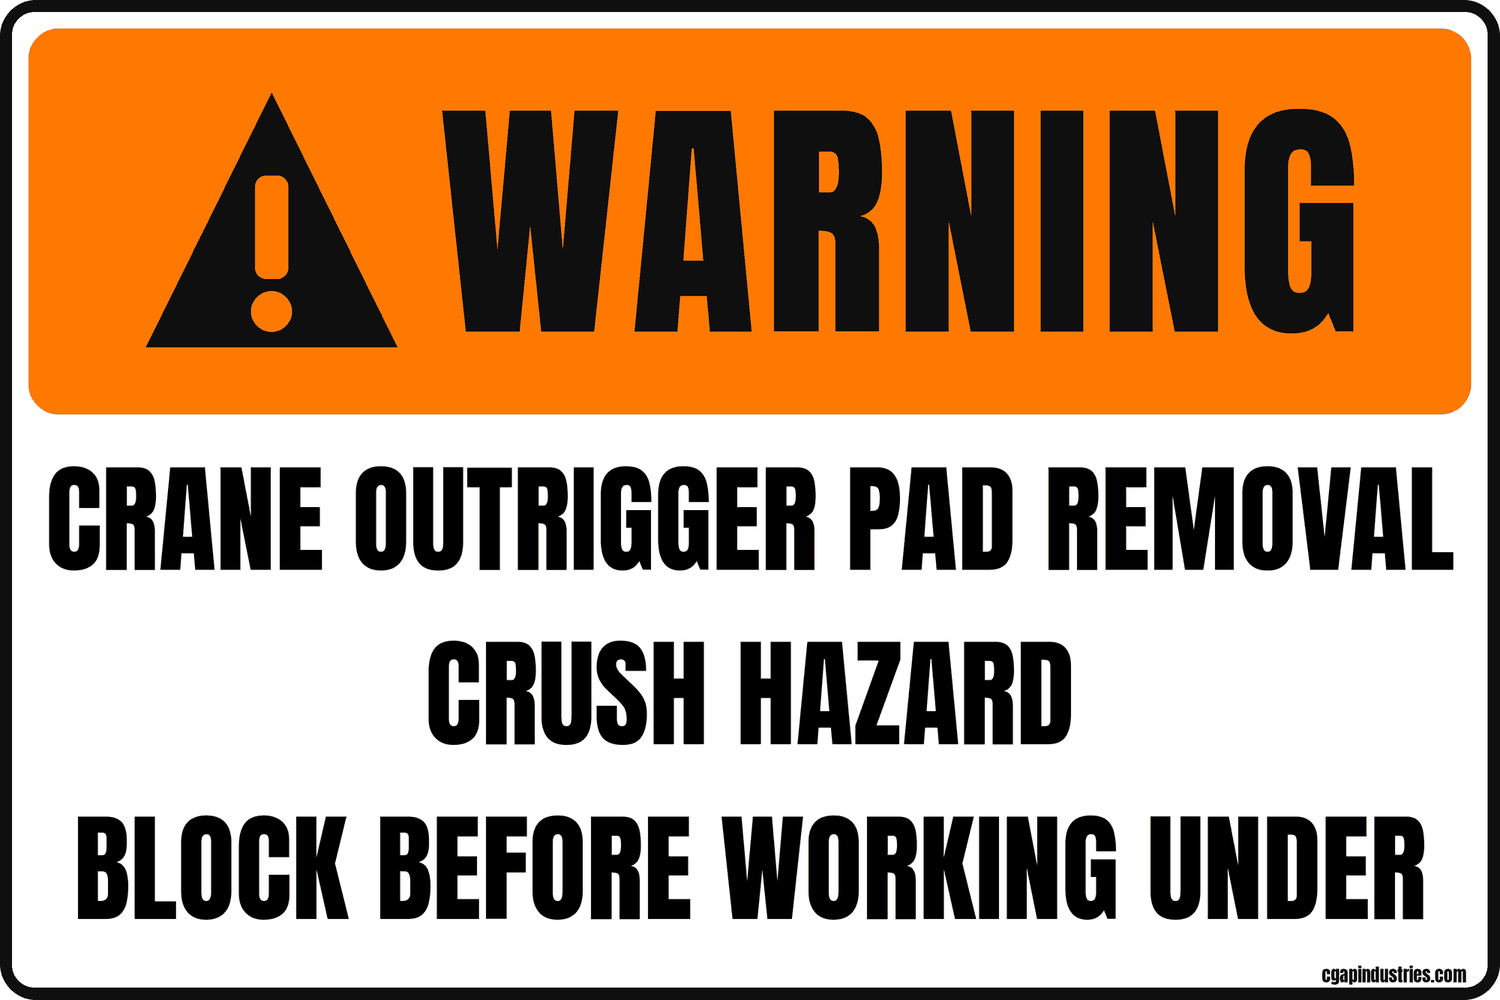 WARNING
CRANE OUTRIGGER PAD REMOVAL
CRUSH HAZARD
BLOCK BEFORE WORKING UNDER
cgapindustries.com